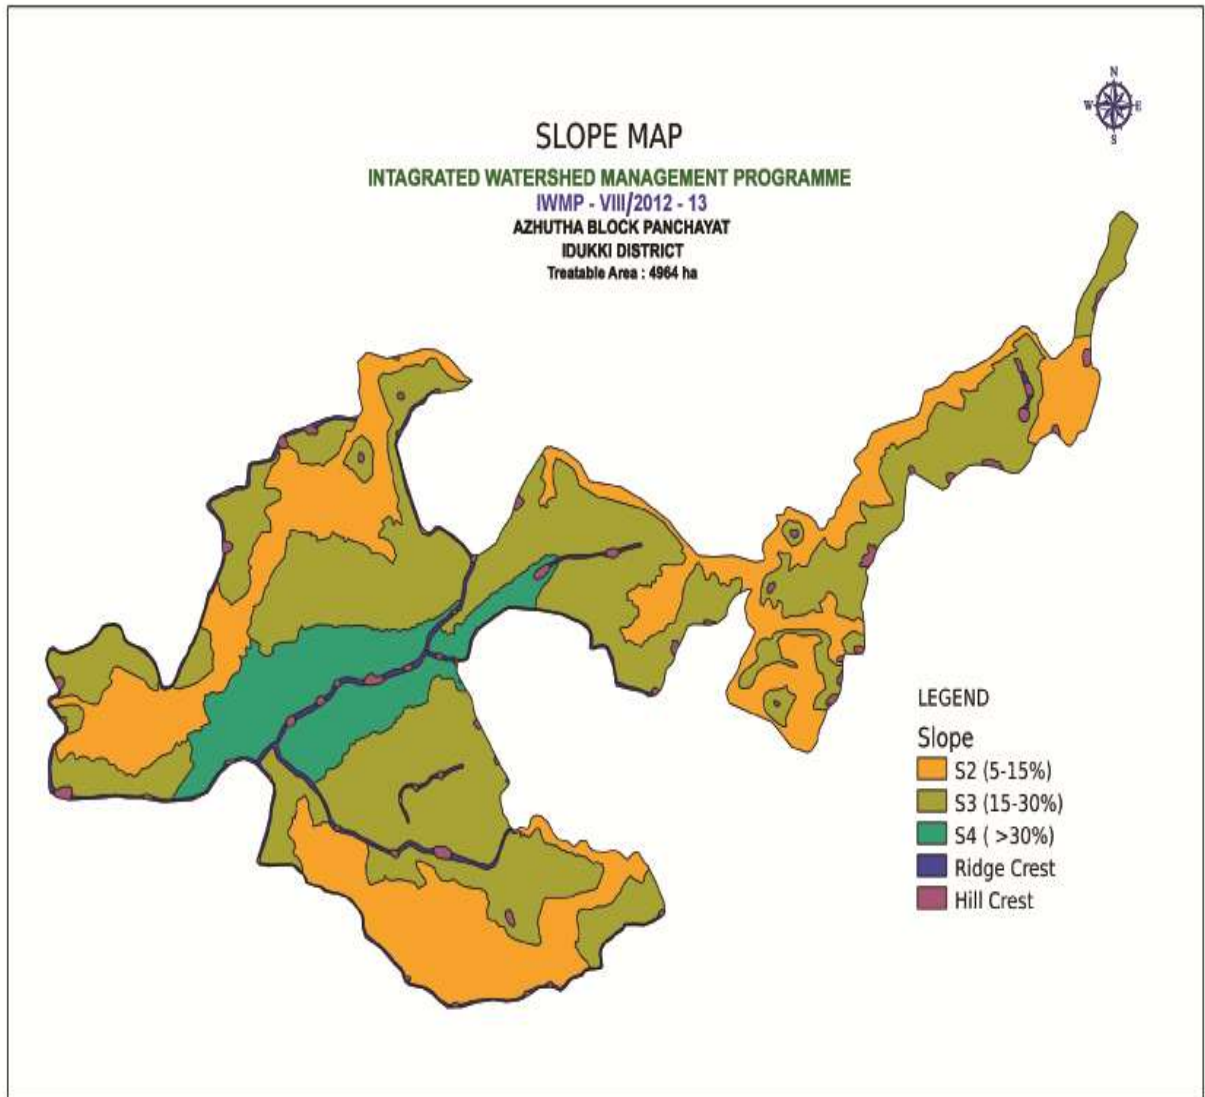 N
W E
S
SLOPE MAP
INTAGRATED WATERSHED MANAGEMENT PROGRAMME
IWMP - VIII/2012 - 13
AZHUTHA BLOCK PANCHAYAT
IDUKKI DISTRICT
Treatable Area : 4964 ha
LEGEND
Slope
S2 (5-15%)
S3 (15-30%)
S4 ( >30%)
Ridge Crest
Hill Crest